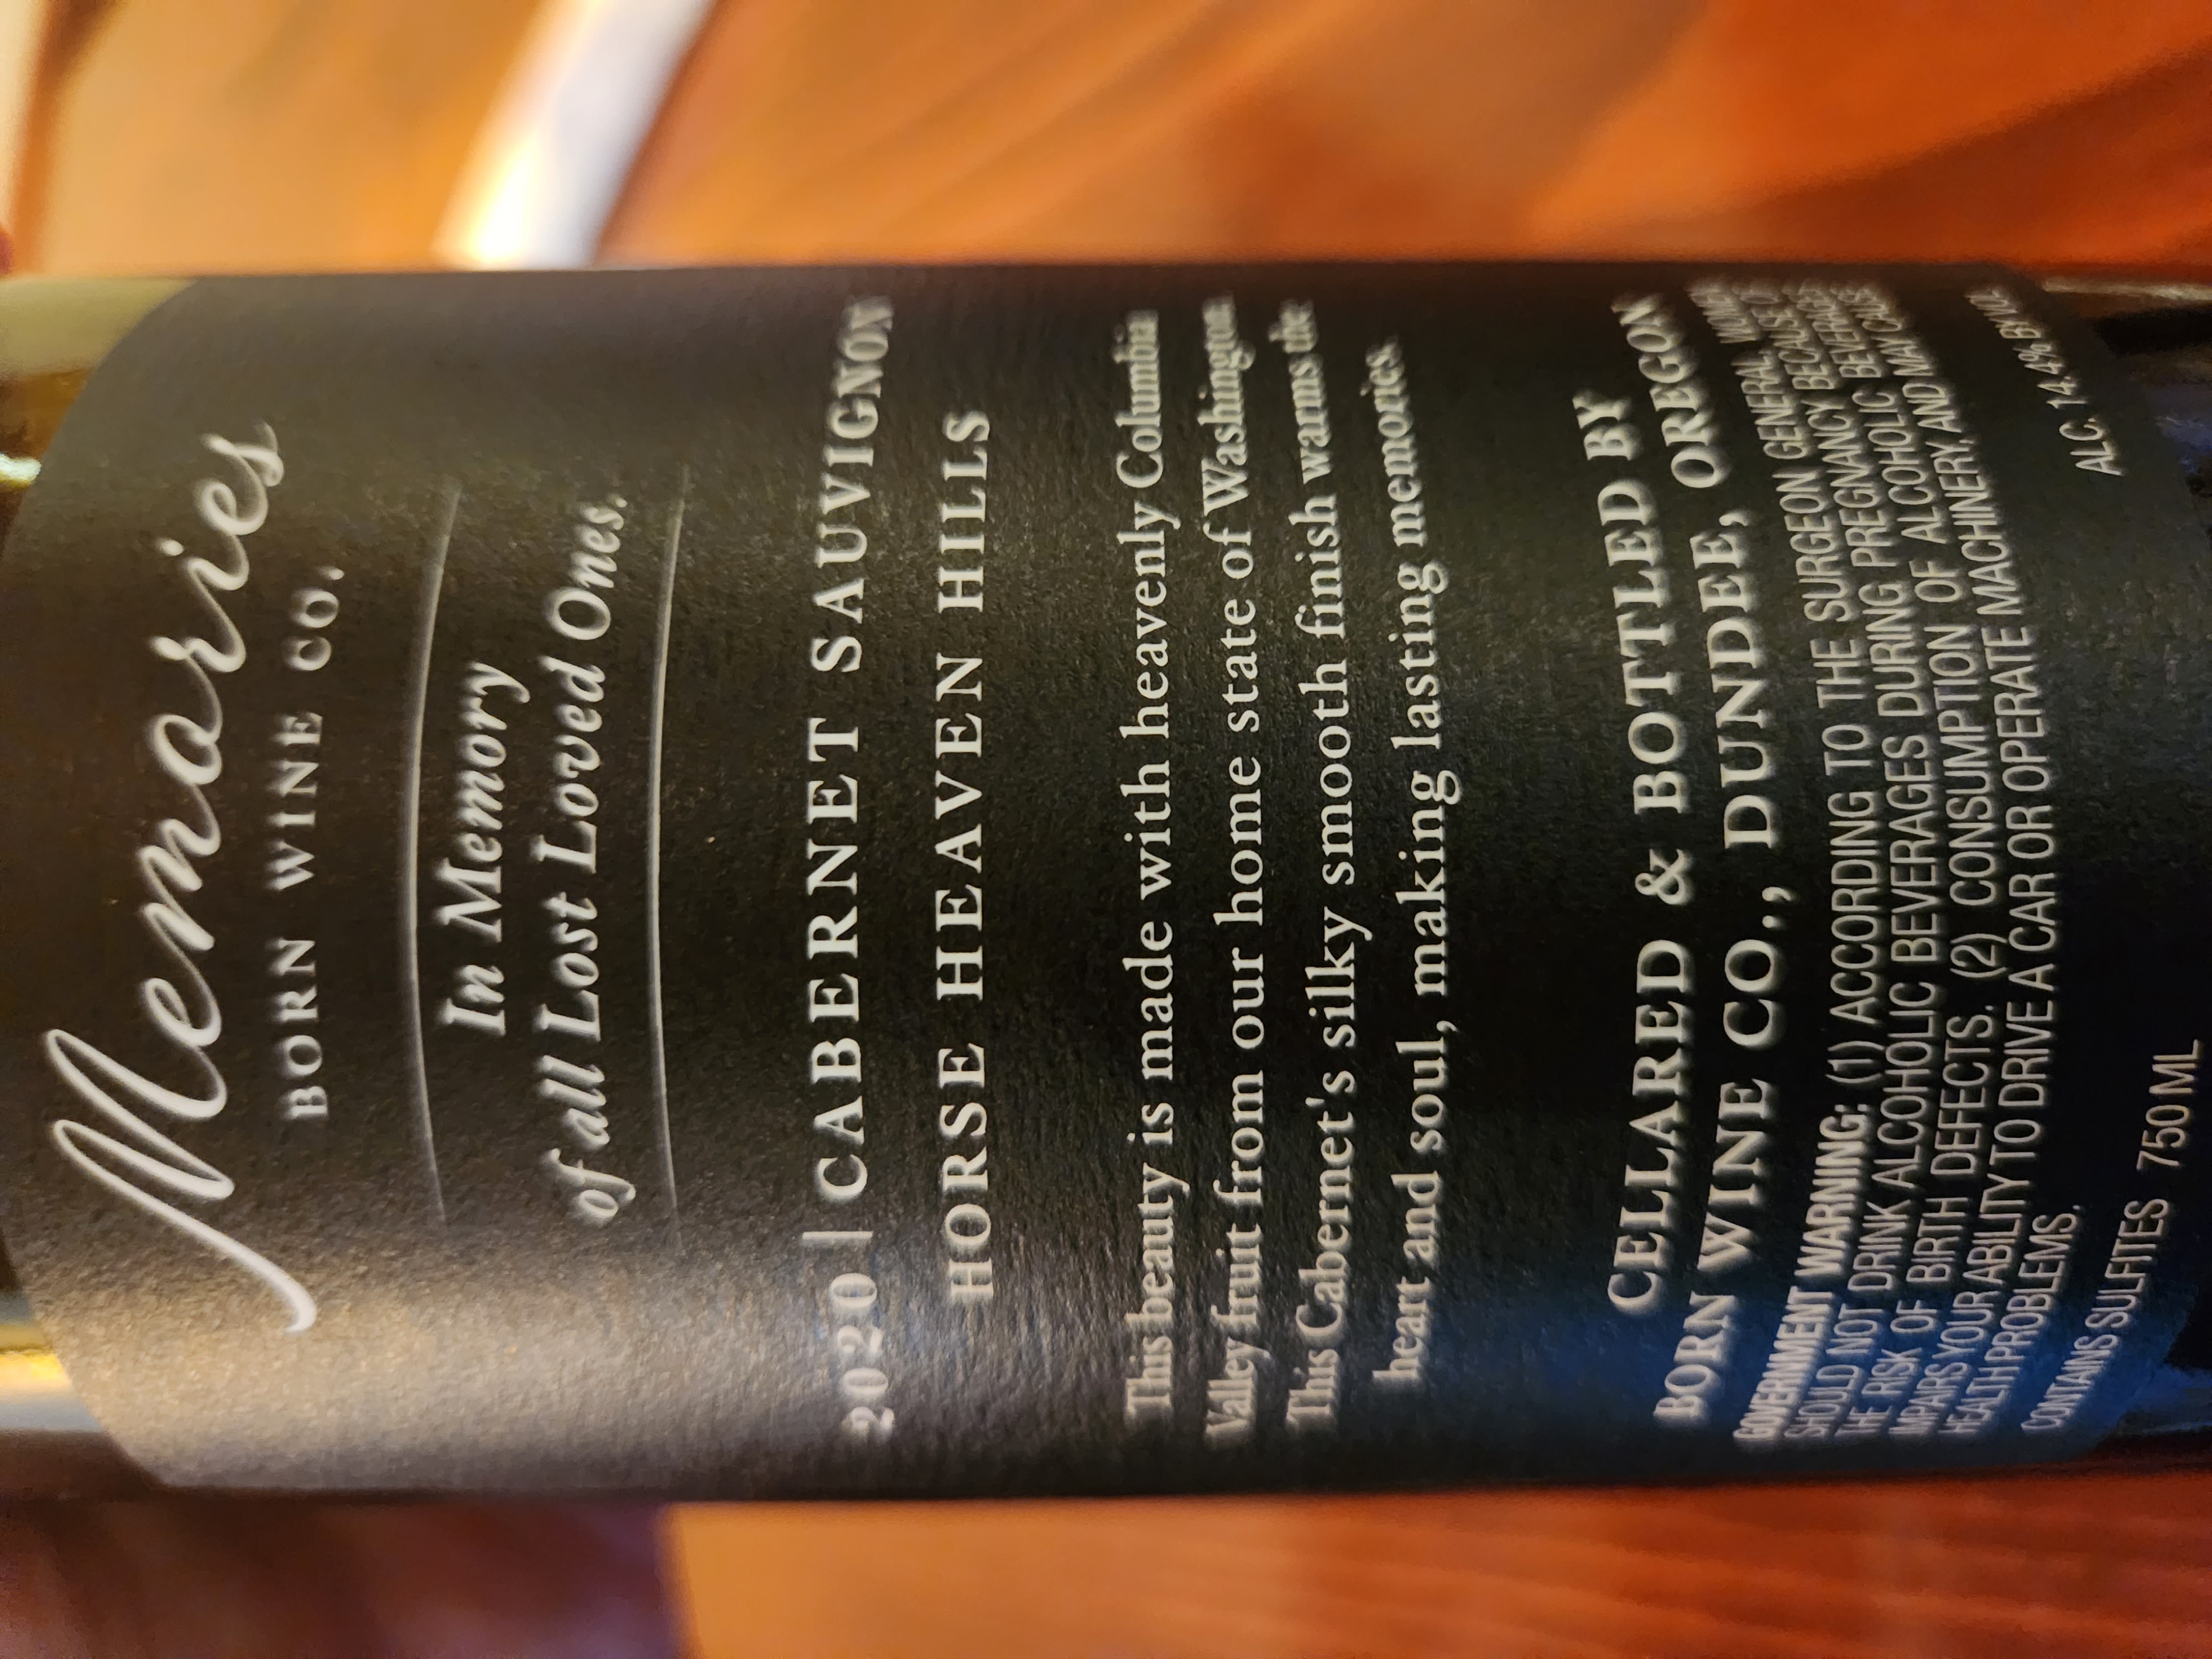 Memories
BORN WINE CO.
In Memory
of all Lost Loved Ones.
2020 | CABERNET SAUVIGNON
HORSE HEAVEN HILLS
This beauty is made with heavenly Columbia
Valley fruit from our home state of Washington.
This Cabernet's silky smooth finish warms the
heart and soul, making lasting memories.
CELLARED & BOTTLED BY
BORN WINE CO., DUNDEE, OREGON
GOVERNMENT WARNING: (1) ACCORDING TO THE SURGEON GENERAL, WOMEN
SHOULD NOT DRINK ALCOHOLIC BEVERAGES DURING PREGNANCY BECAUSE OF
THE RISK OF BIRTH DEFECTS. (2) CONSUMPTION OF ALCOHOLIC BEVERAGES
IMPAIRS YOUR ABILITY TO DRIVE A CAR OR OPERATE MACHINERY, AND MAY CAUSE
HEALTH PROBLEMS.
CONTAINS SULFITES 750 ML ALC. 14.4% BY VOL.